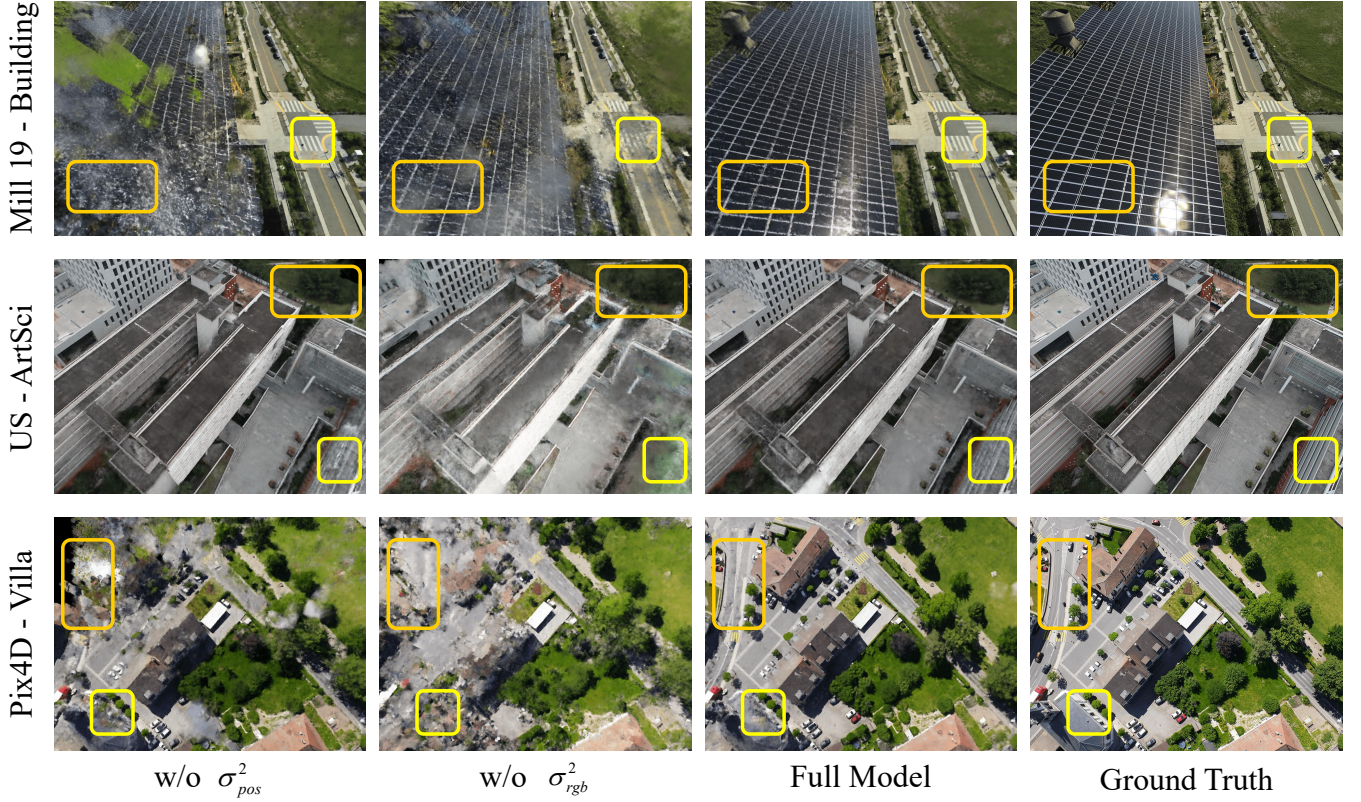 Mill 19 - Building
US - ArtSci
Pix4D - Villa
w/o σ²pos
w/o σ²rgb
Full Model
Ground Truth